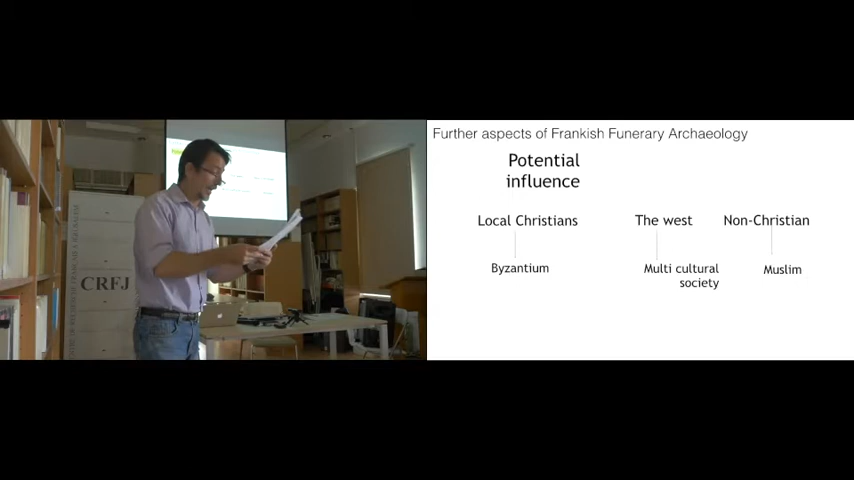 CRFJ
Further aspects of Frankish Funerary Archaeology
Potential
influence
Local Christians
The west
Non-Christian
Byzantium
Multi cultural
society
Muslim